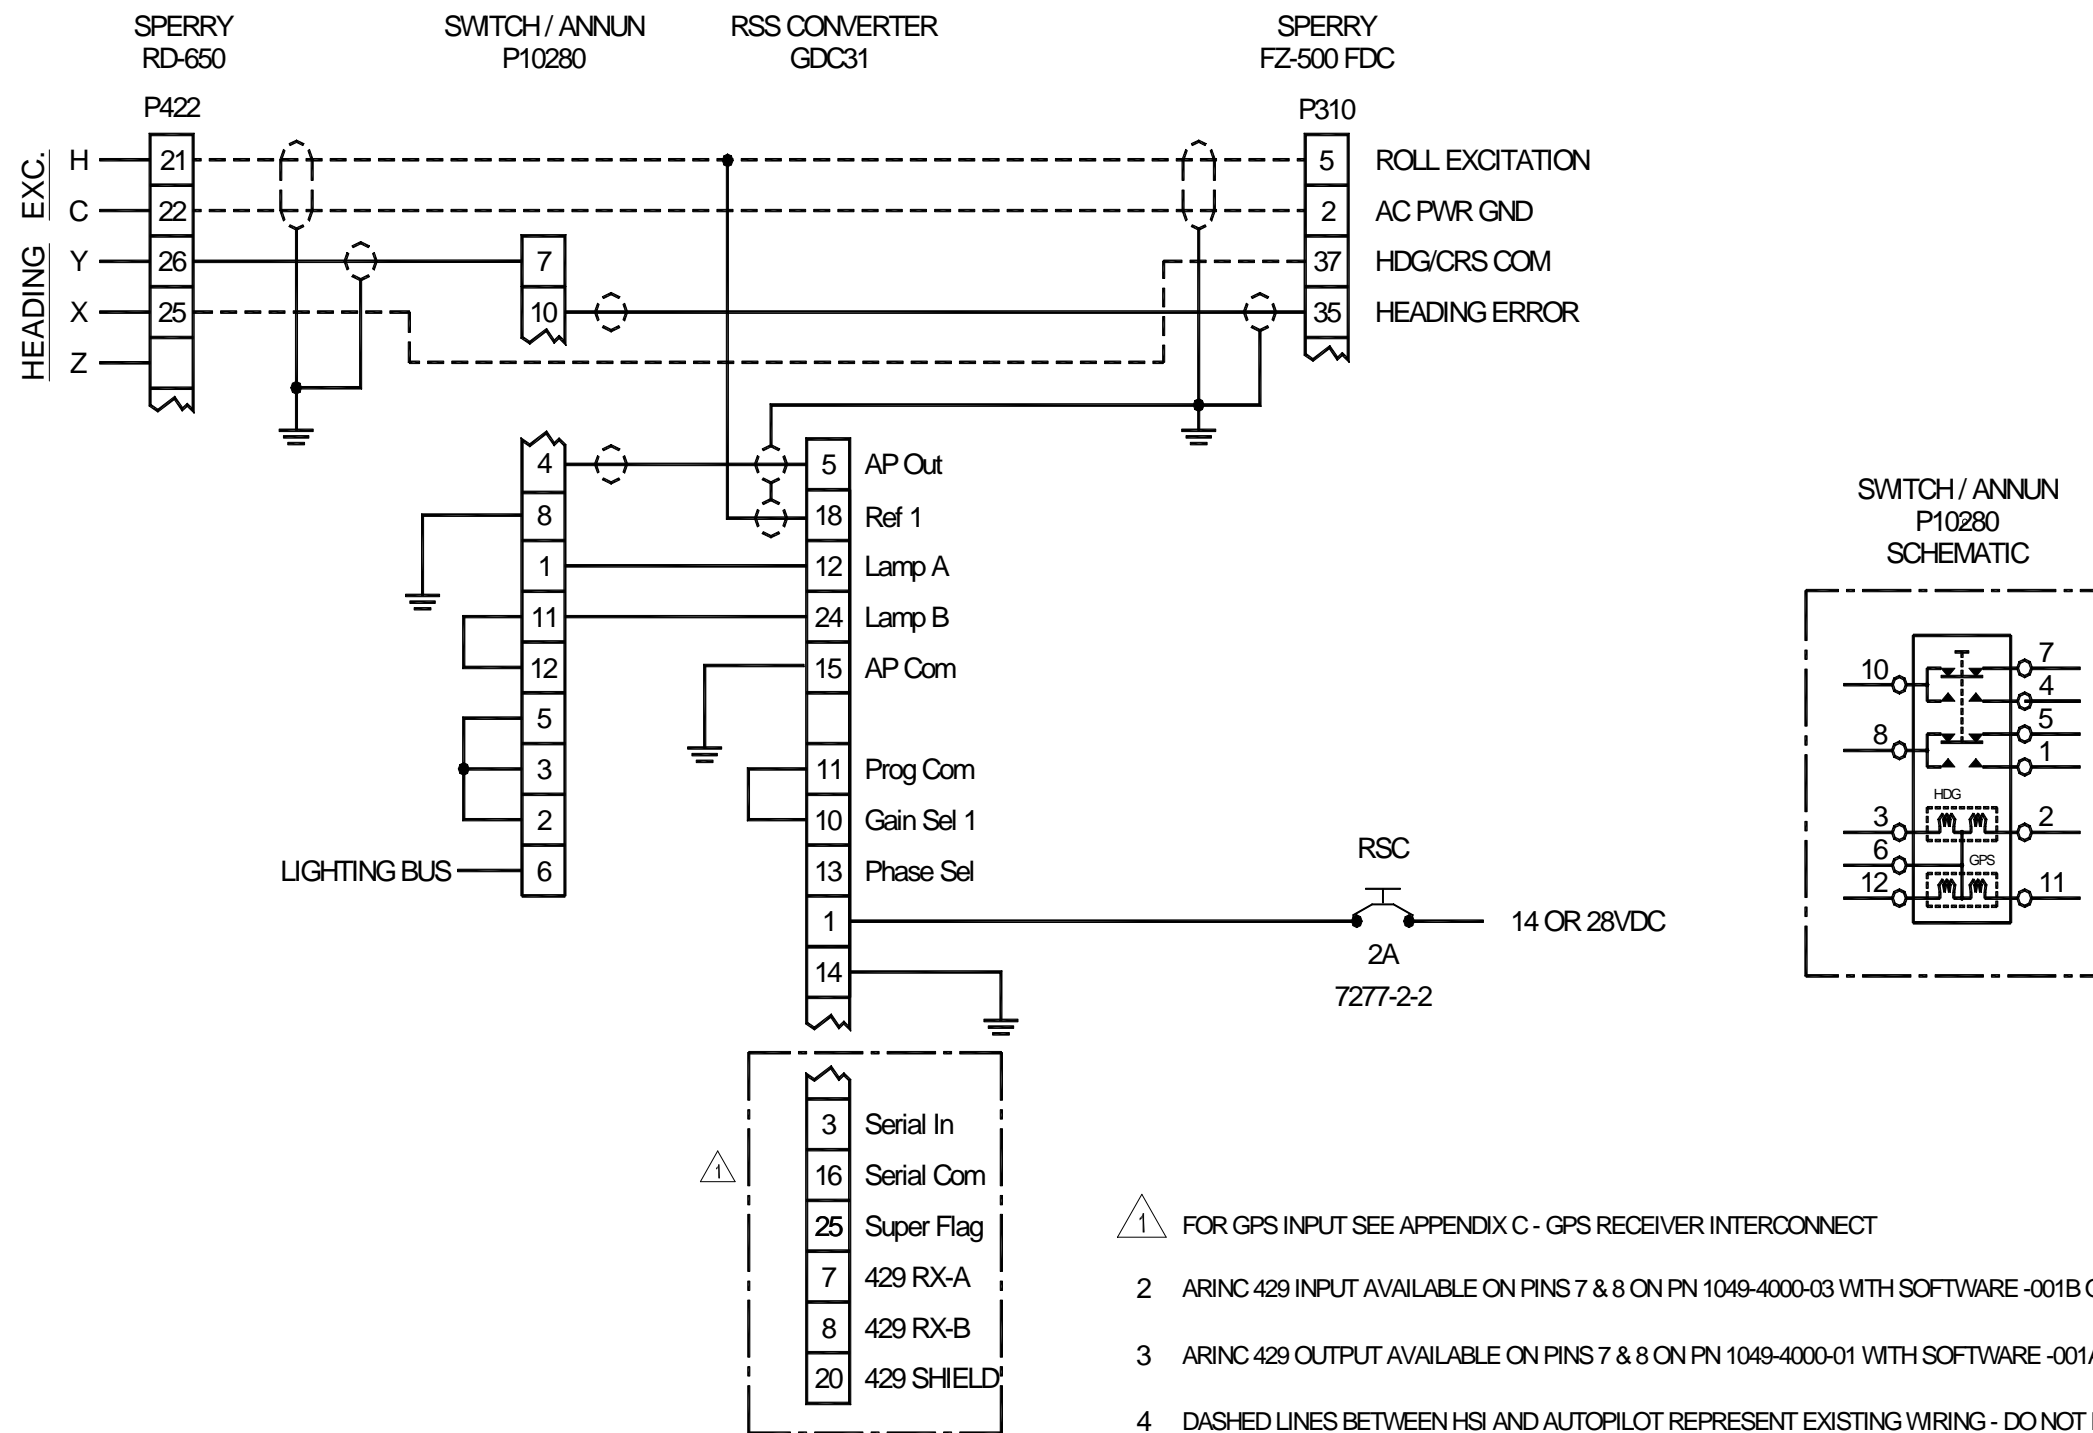 SPERRY
RD-650
SWITCH / ANNUN
P10280
RSS CONVERTER
GDC31
SPERRY
FZ-500 FDC
P422
P310
HEADING EXC.
H 21
C 22
Y 26
X 25
Z
7
10
5 ROLL EXCITATION
2 AC PWR GND
37 HDG/CRS COM
35 HEADING ERROR
4
8
1
11
12
5
3
2
LIGHTING BUS 6
5 AP Out
18 Ref 1
12 Lamp A
24 Lamp B
15 AP Com
11 Prog Com
10 Gain Sel 1
13 Phase Sel
1
14
RSC
2A
7277-2-2
14 OR 28VDC
SWITCH / ANNUN
P10280
SCHEMATIC
10 7
4
8 5
1
HDG
3 2
6 GPS
12 11
1
3 Serial In
16 Serial Com
25 Super Flag
7 429 RX-A
8 429 RX-B
20 429 SHIELD
1 FOR GPS INPUT SEE APPENDIX C - GPS RECEIVER INTERCONNECT
2 ARINC 429 INPUT AVAILABLE ON PINS 7 & 8 ON PN 1049-4000-03 WITH SOFTWARE -001B
3 ARINC 429 OUTPUT AVAILABLE ON PINS 7 & 8 ON PN 1049-4000-01 WITH SOFTWARE -001A
4 DASHED LINES BETWEEN HSI AND AUTOPILOT REPRESENT EXISTING WIRING - DO NOT